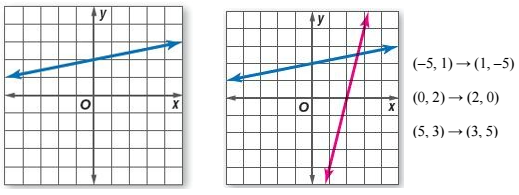 y
O
x
y
O
x
(–5, 1) → (1, –5)
(0, 2) → (2, 0)
(5, 3) → (3, 5)